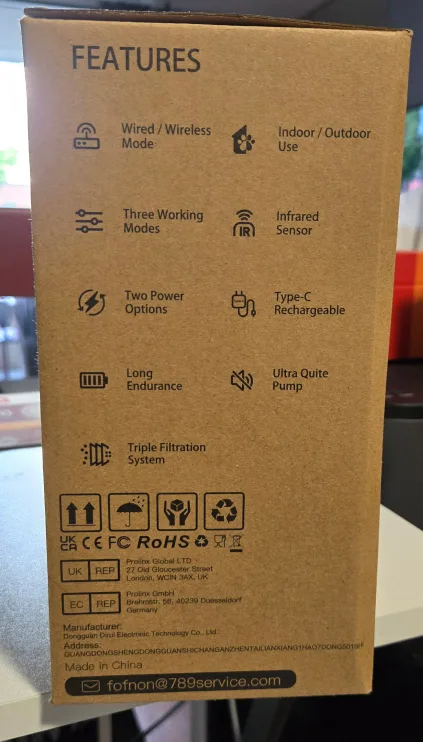 FEATURES
Wired / Wireless
Mode
Indoor / Outdoor
Use
Three Working
Modes
IR
Infrared
Sensor
Two Power
Options
Type-C
Rechargeable
Long
Endurance
Ultra Quite
Pump
Triple Filtration
System
UK CA CE FC RoHS
UK REP
Prolinx Global LTD
27 Old Gloucester Street
London, WCIN 3AX, UK
EC REP
Prolinx GmbH
Brehmstr. 56, 40239 Duesseldorf
Germany
Manufacturer:
Dongguan Dirui Electronic Technology Co., Ltd
Address:
Made in China
fofnon@789service.com